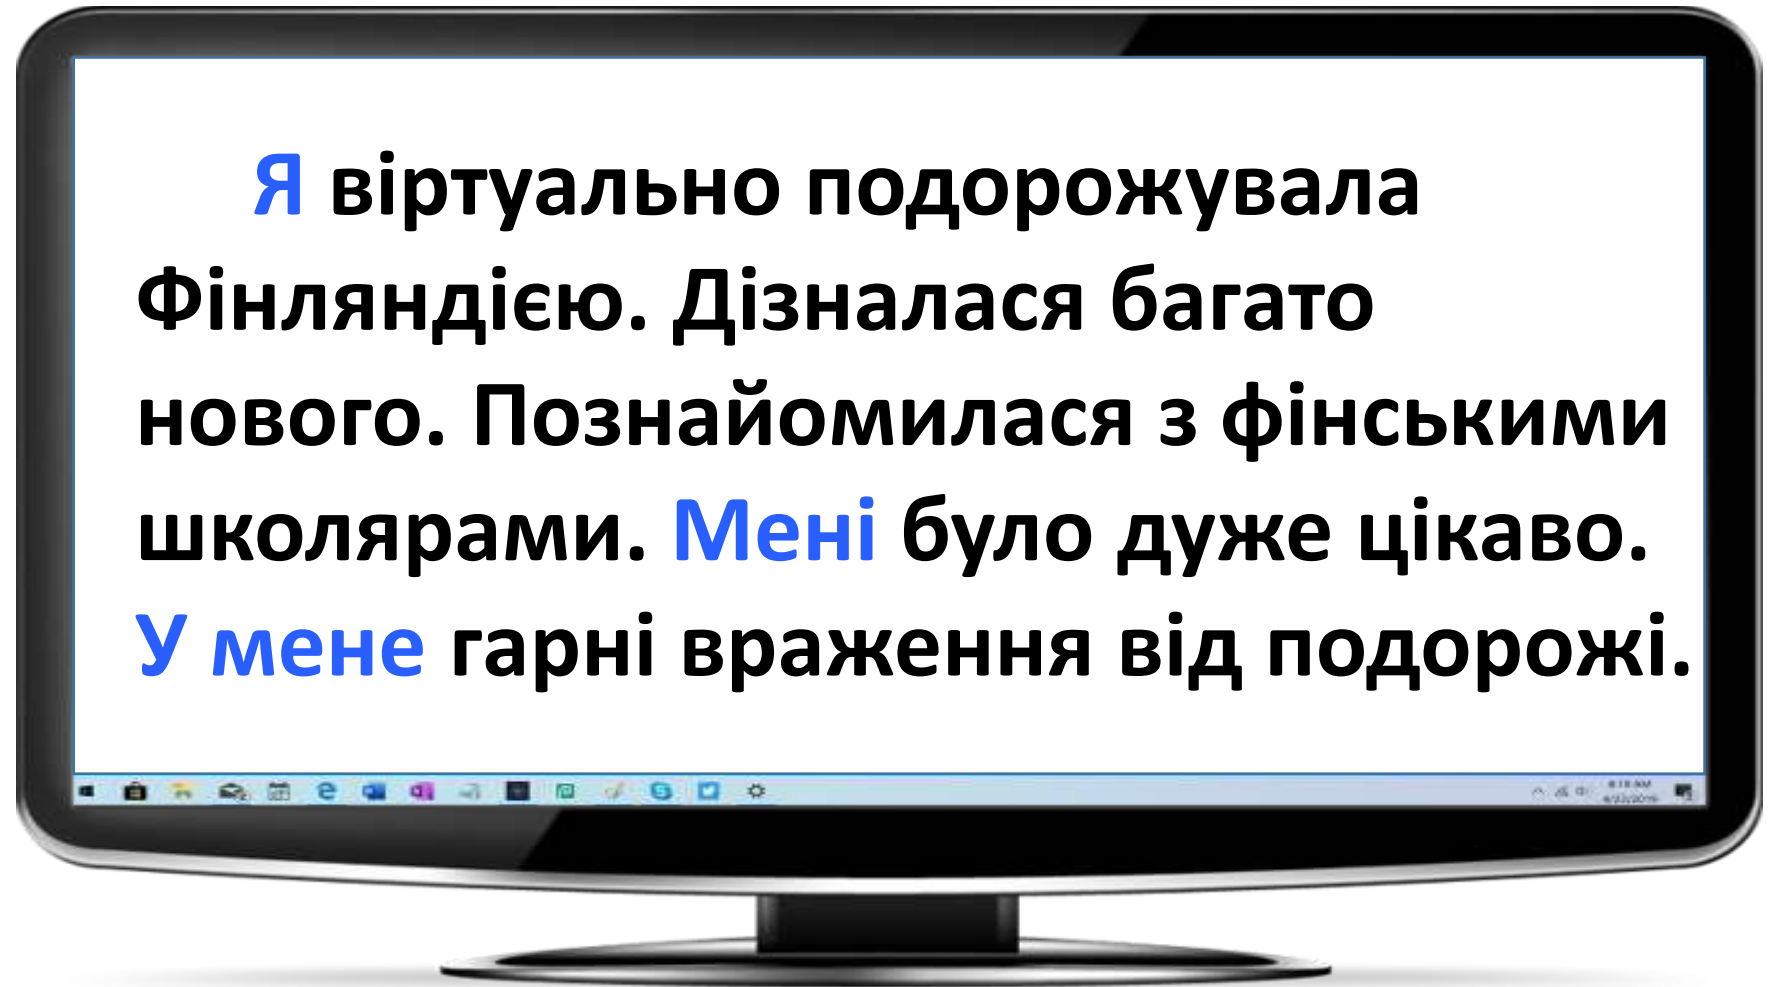 Я віртуально подорожувала
Фінляндією. Дізналася багато
нового. Познайомилася з фінськими
школярами. Мені було дуже цікаво.
У мене гарні враження від подорожі.